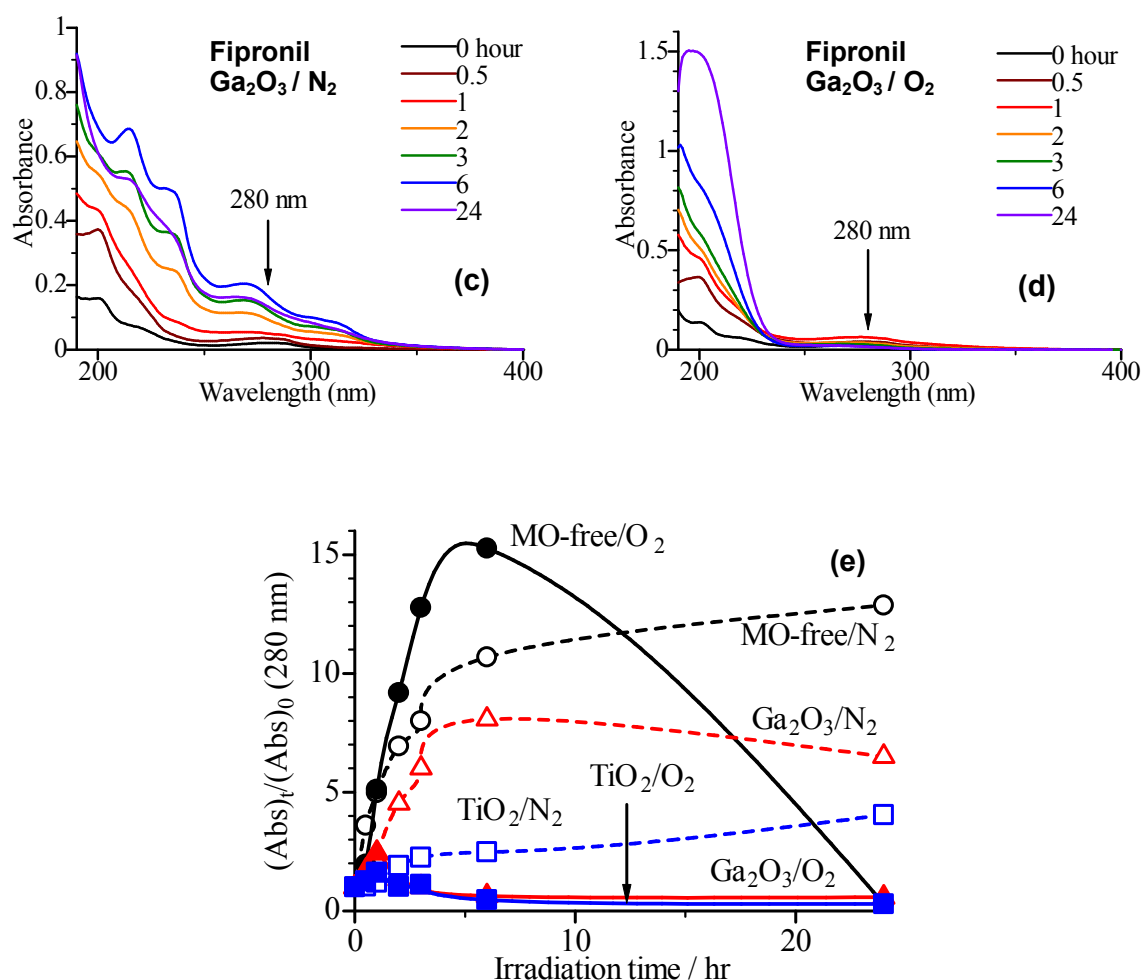 Fipronil
Ga₂O₃ / N₂
0 hour
0.5
1
2
3
6
24
280 nm
(c)
1
0.8
0.6
0.4
0.2
0
Absorbance
200
300
400
Wavelength (nm)
Fipronil
Ga₂O₃ / O₂
0 hour
0.5
1
2
3
6
24
280 nm
(d)
1.5
1
0.5
0
Absorbance
200
300
400
Wavelength (nm)
MO-free/O₂
(e)
MO-free/N₂
Ga₂O₃/N₂
TiO₂/O₂
TiO₂/N₂
Ga₂O₃/O₂
15
10
5
0
(Abs)t/(Abs)₀ (280 nm)
0
10
20
Irradiation time / hr